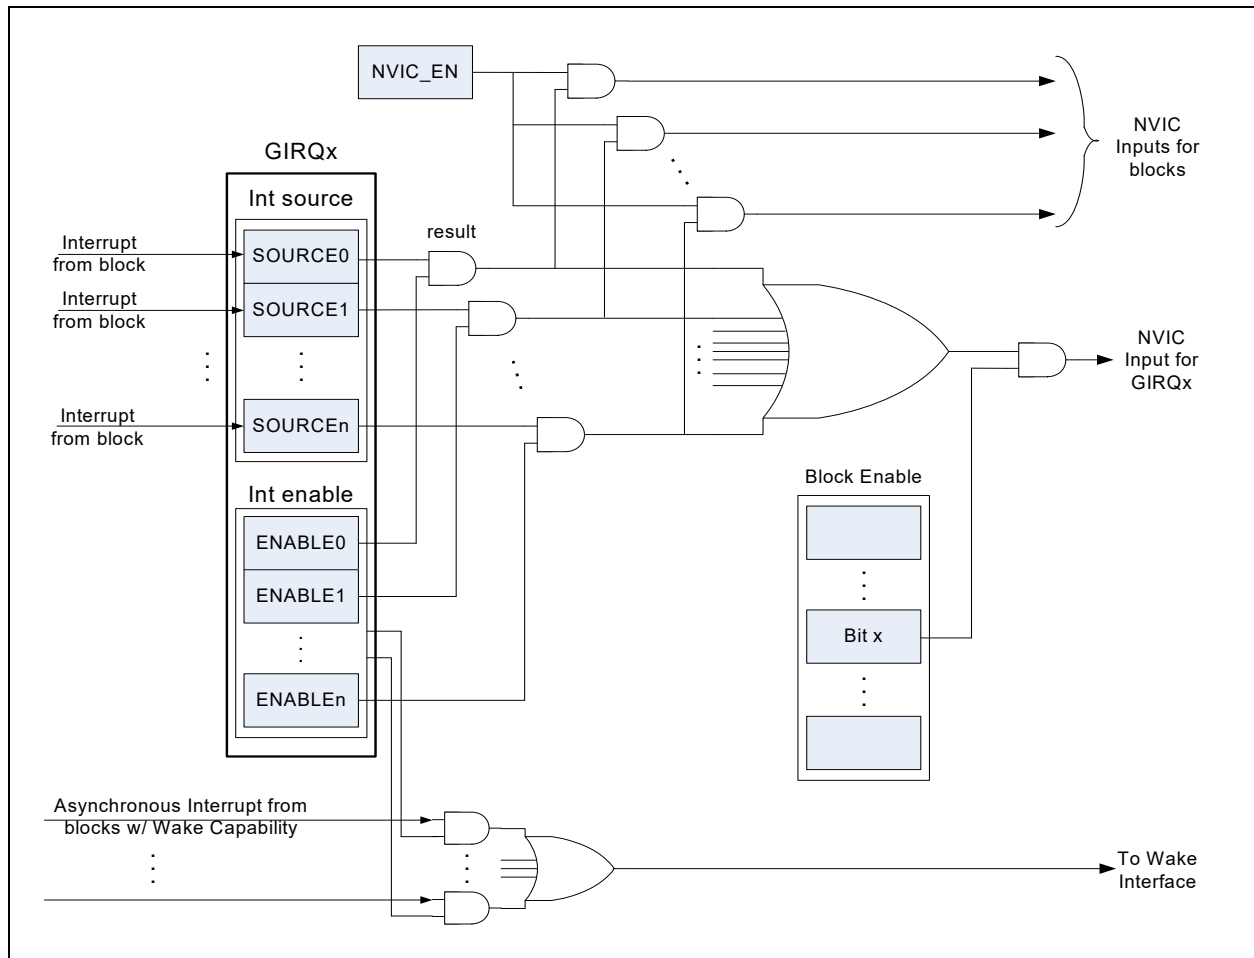 NVIC_EN
NVIC
Inputs for
blocks
GIRQx
Int source
result
Interrupt
from block
SOURCE0
Interrupt
from block
SOURCE1
NVIC
Input for
GIRQx
Interrupt
from block
SOURCEn
Block Enable
Int enable
ENABLE0
ENABLE1
Bit x
ENABLEn
Asynchronous Interrupt from
blocks w/ Wake Capability
To Wake
Interface